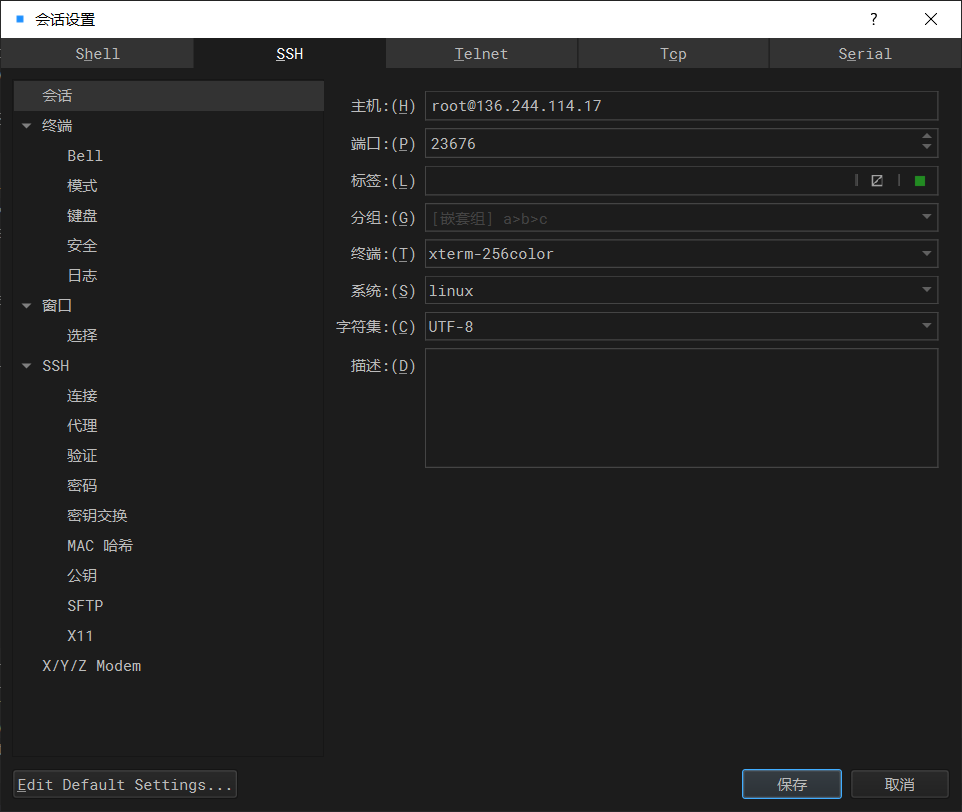 会话设置
?
Shell SSH Telnet Tcp Serial
会话
终端
Bell
模式
键盘
安全
日志
窗口
选择
SSH
连接
代理
验证
密码
密钥交换
MAC 哈希
公钥
SFTP
X11
X/Y/Z Modem
主机:(H) root@136.244.114.17
端口:(P) 23676
标签:(L)
分组:(G) [嵌套组] a>b>c
终端:(T) xterm-256color
系统:(S) linux
字符集:(C) UTF-8
描述:(D)
Edit Default Settings... 保存 取消